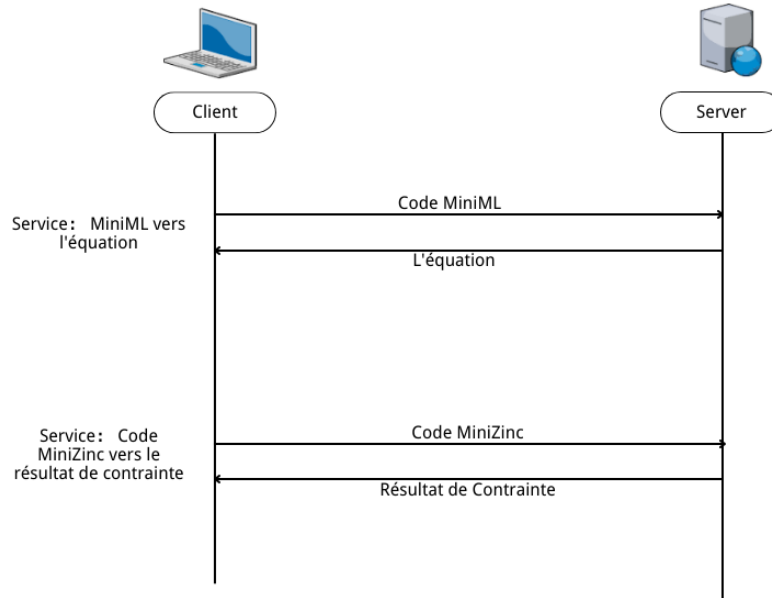 Client
Server
Code MiniML
Service: MiniML vers
l'équation
L'équation
Code MiniZinc
Service: Code
MiniZinc vers le
résultat de contrainte
Résultat de Contrainte